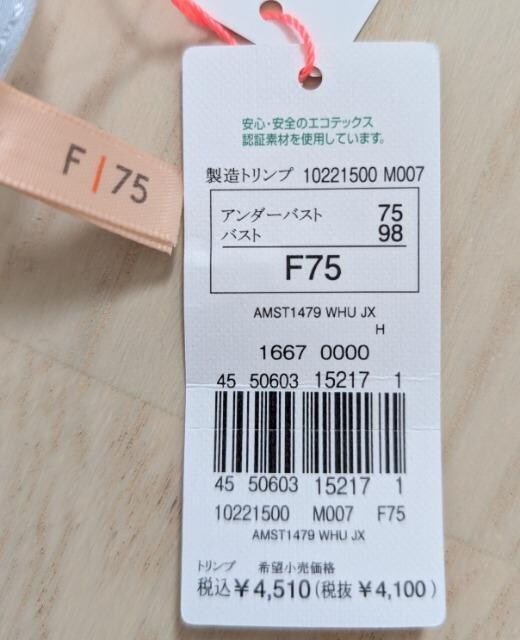 安心・安全のエコテックス
認証素材を使用しています。
製造トリンプ 10221500 M007
アンダーバスト 75
バスト 98
F75
AMST1479 WHU JX
H
1667 0000
45 50603 15217 1
45 50603 15217 1
10221500 M007 F75
AMST1479 WHU JX
トリンプ 希望小売価格
税込¥4,510(税抜 ¥4,100)
F|75